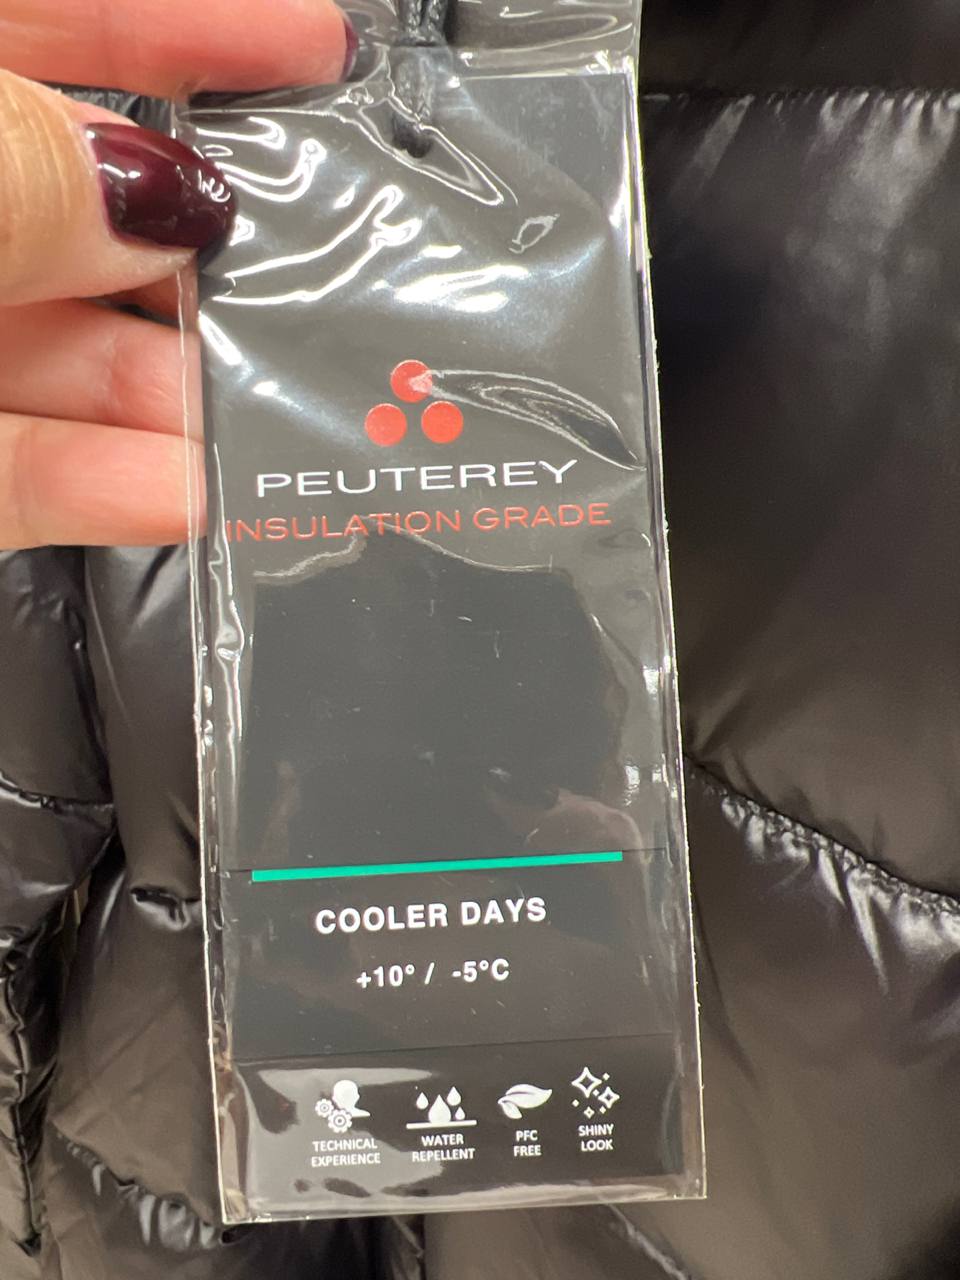 PEUTEREY
INSULATION GRADE
COOLER DAYS
+10° / -5°C
TECHNICAL
EXPERIENCE
WATER
REPELLENT
PFC
FREE
SHINY
LOOK